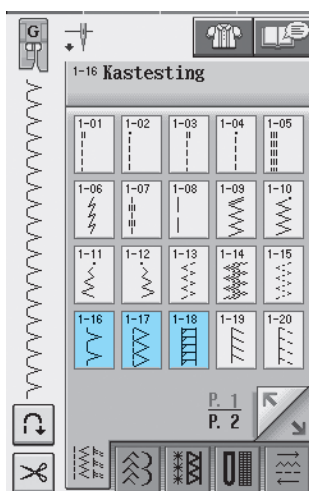 G
1-16 Kastesting
1-01 1-02 1-03 1-04 1-05
1-06 1-07 1-08 1-09 1-10
1-11 1-12 1-13 1-14 1-15
1-16 1-17 1-18 1-19 1-20
P. 1
P. 2